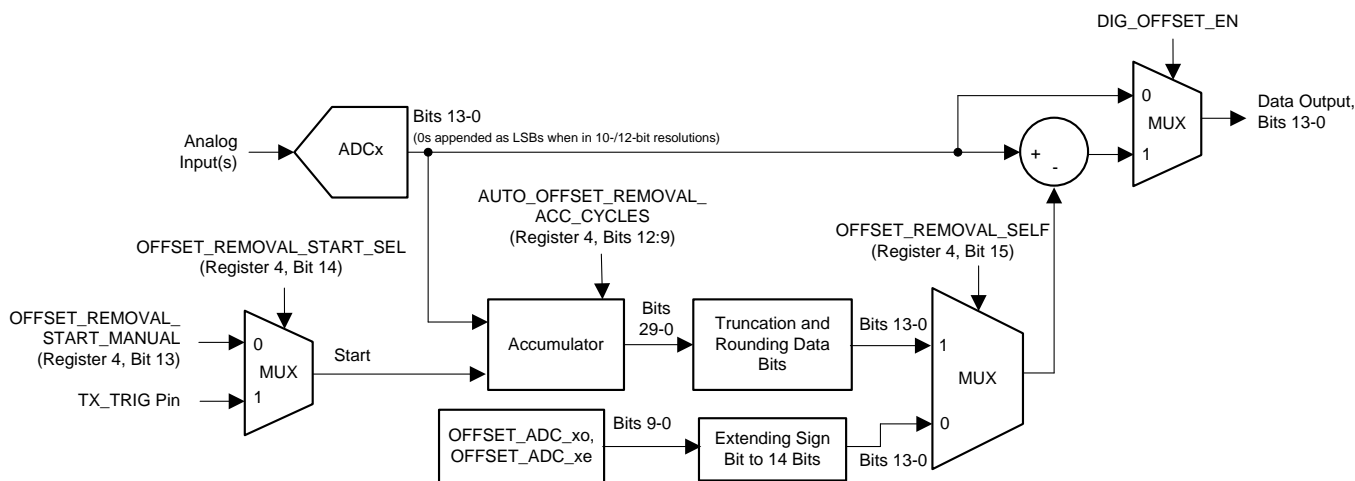 DIG_OFFSET_EN
Analog
Input(s)
ADCx
Bits 13-0
(0s appended as LSBs when in 10-/12-bit resolutions)
+
-
0
MUX
1
Data Output,
Bits 13-0
AUTO_OFFSET_REMOVAL_
ACC_CYCLES
(Register 4, Bits 12:9)
OFFSET_REMOVAL_SELF
(Register 4, Bit 15)
OFFSET_REMOVAL_START_SEL
(Register 4, Bit 14)
OFFSET_REMOVAL_
START_MANUAL
(Register 4, Bit 13)
TX_TRIG Pin
0
MUX
1
Start
Accumulator
Bits
29-0
Truncation and
Rounding Data
Bits
Bits 13-0
1
MUX
0
OFFSET_ADC_xo,
OFFSET_ADC_xe
Bits 9-0
Extending Sign
Bit to 14 Bits
Bits 13-0